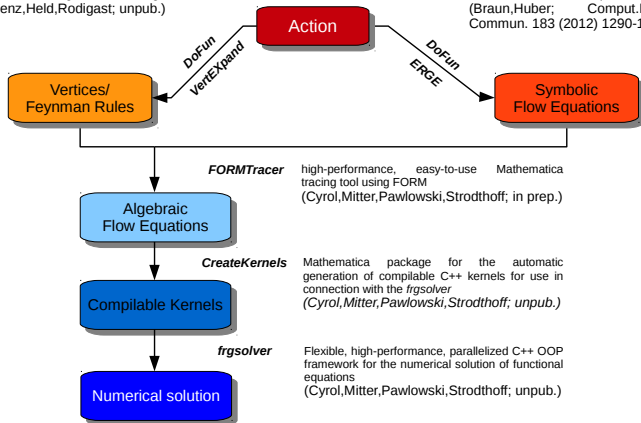 enz,Held,Rodigast; unpub.)
(Braun,Huber; Comput.
Commun. 183 (2012) 1290-1
Action
DoFun
VertEXpand
DoFun
ERGE
Vertices/
Feynman Rules
Symbolic
Flow Equations
FORMTracer
high-performance, easy-to-use Mathematica
tracing tool using FORM
(Cyrol,Mitter,Pawlowski,Strodthoff; in prep.)
Algebraic
Flow Equations
CreateKernels
Mathematica package for the automatic
generation of compilable C++ kernels for use in
connection with the frgsolver
(Cyrol,Mitter,Pawlowski,Strodthoff; unpub.)
Compilable Kernels
frgsolver
Flexible, high-performance, parallelized C++ OOP
framework for the numerical solution of functional
equations
(Cyrol,Mitter,Pawlowski,Strodthoff; unpub.)
Numerical solution